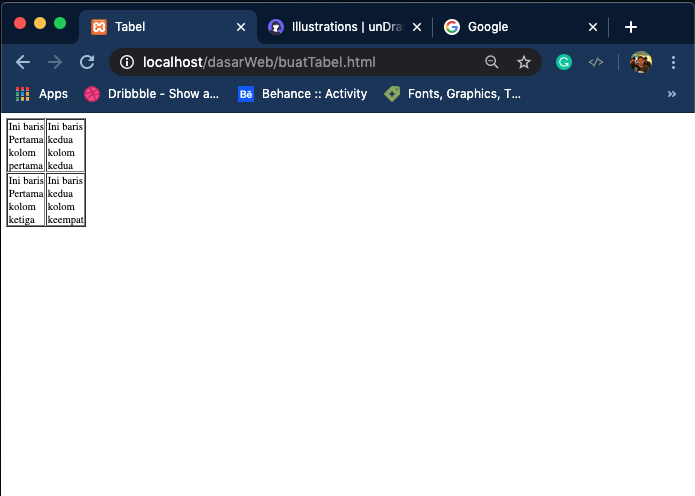 Tabel
Illustrations | unDra
Google
localhost/dasarWeb/buatTabel.html
Apps
Dribbble - Show a...
Bē
Behance :: Activity
Fonts, Graphics, T...
»
Ini baris
Pertama
kolom
pertama
Ini baris
kedua
kolom
kedua
Ini baris
Pertama
kolom
ketiga
Ini baris
kedua
kolom
keempat